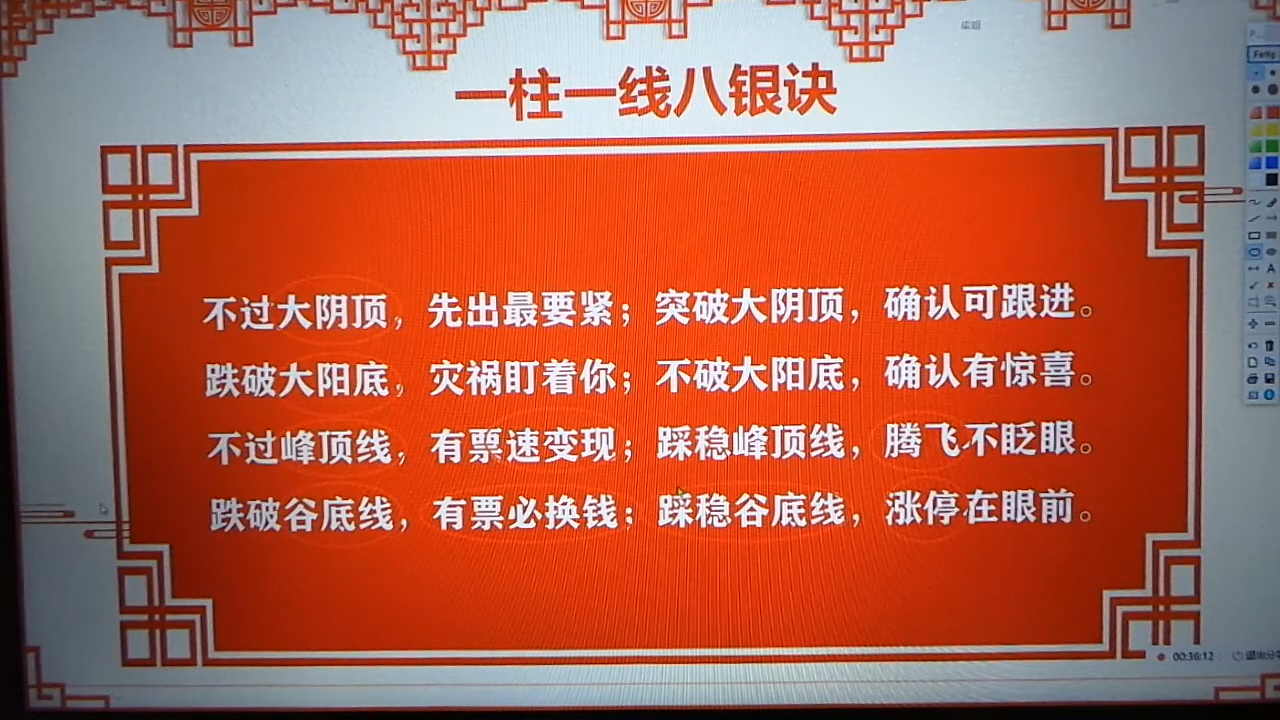 一柱一线八银诀
不过大阴顶，先出最要紧；突破大阴顶，确认可跟进。
跌破大阳底，灾祸盯着你；不破大阳底，确认有惊喜。
不过峰顶线，有票速变现；踩稳峰顶线，腾飞不眨眼。
跌破谷底线，有票必换钱；踩稳谷底线，涨停在眼前。
Fertig
A
00:36:12